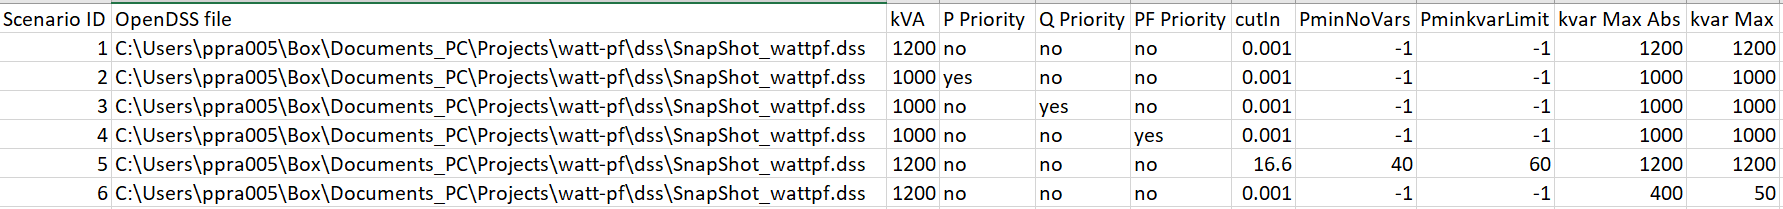 Scenario ID OpenDSS file kVA P Priority Q Priority PF Priority cutIn PminNoVars PminkvarLimit kvar Max Abs kvar Max
1 C:\Users\ppra005\Box\Documents_PC\Projects\watt-pf\dss\SnapShot_wattpf.dss 1200 no no no 0.001 -1 -1 1200 1200
2 C:\Users\ppra005\Box\Documents_PC\Projects\watt-pf\dss\SnapShot_wattpf.dss 1000 yes no no 0.001 -1 -1 1000 1000
3 C:\Users\ppra005\Box\Documents_PC\Projects\watt-pf\dss\SnapShot_wattpf.dss 1000 no yes no 0.001 -1 -1 1000 1000
4 C:\Users\ppra005\Box\Documents_PC\Projects\watt-pf\dss\SnapShot_wattpf.dss 1000 no no yes 0.001 -1 -1 1000 1000
5 C:\Users\ppra005\Box\Documents_PC\Projects\watt-pf\dss\SnapShot_wattpf.dss 1200 no no no 16.6 40 60 1200 1200
6 C:\Users\ppra005\Box\Documents_PC\Projects\watt-pf\dss\SnapShot_wattpf.dss 1200 no no no 0.001 -1 -1 400 50